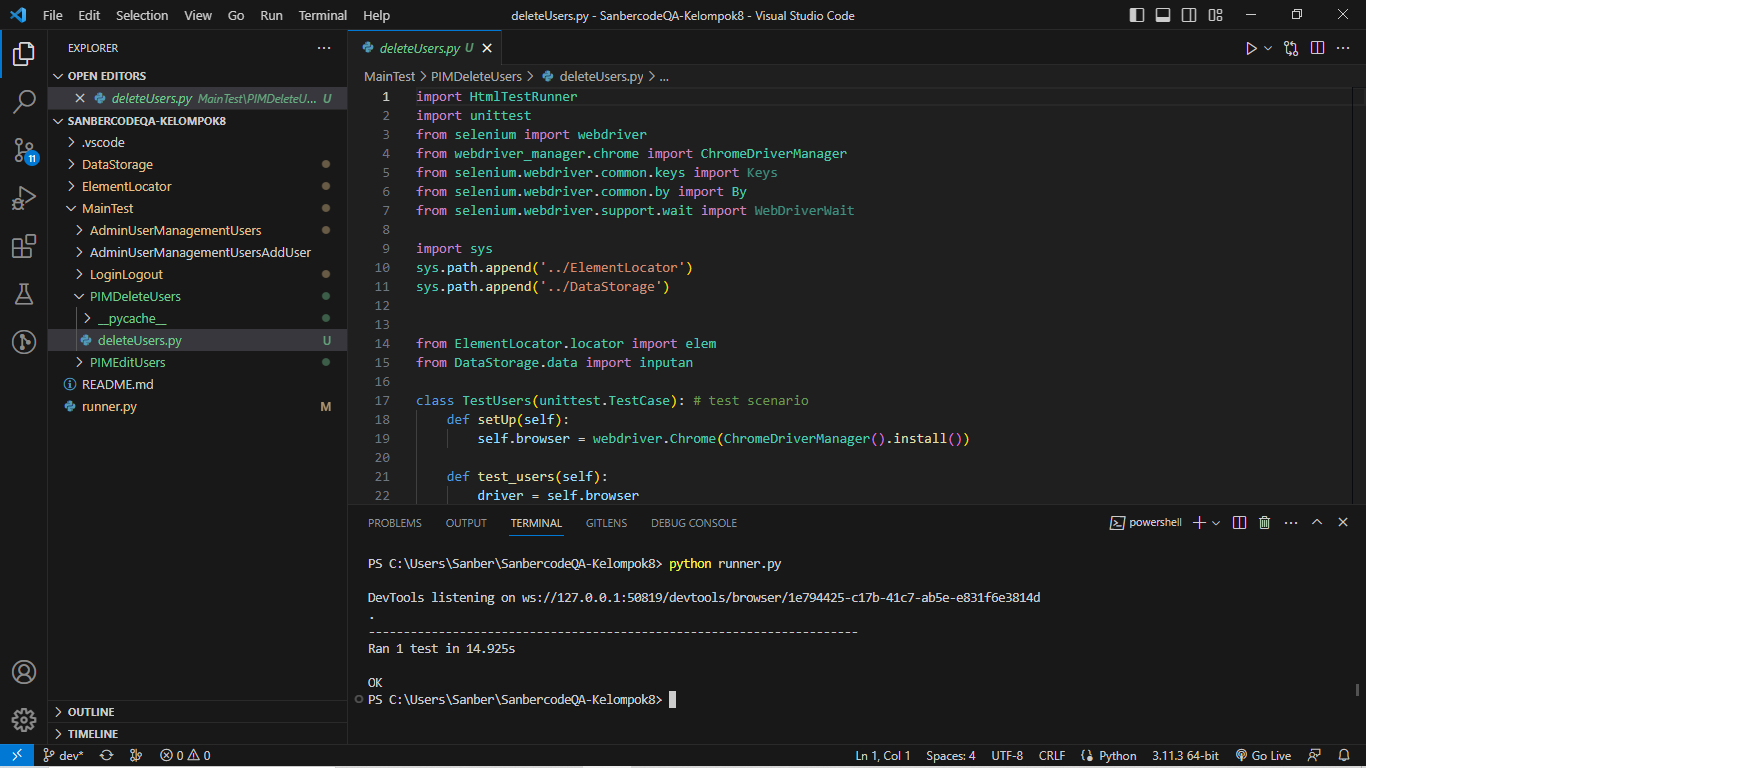 File Edit Selection View Go Run Terminal Help
deleteUsers.py - SanbercodeQA-Kelompok8 - Visual Studio Code
EXPLORER
OPEN EDITORS
deleteUsers.py MainTest\PIMDeleteU... U
SANBERCODEQA-KELOMPOK8
.vscode
DataStorage
ElementLocator
MainTest
AdminUserManagementUsers
AdminUserManagementUsersAddUser
LoginLogout
PIMDeleteUsers
__pycache__
deleteUsers.py U
PIMEditUsers
README.md
runner.py M
OUTLINE
TIMELINE
11
deleteUsers.py U
MainTest > PIMDeleteUsers > deleteUsers.py > ...
1 import HtmlTestRunner
2 import unittest
3 from selenium import webdriver
4 from webdriver_manager.chrome import ChromeDriverManager
5 from selenium.webdriver.common.keys import Keys
6 from selenium.webdriver.common.by import By
7 from selenium.webdriver.support.wait import WebDriverWait
8
9 import sys
10 sys.path.append('../ElementLocator')
11 sys.path.append('../DataStorage')
12
13
14 from ElementLocator.locator import elem
15 from DataStorage.data import inputan
16
17 class TestUsers(unittest.TestCase): # test scenario
18 def setUp(self):
19 self.browser = webdriver.Chrome(ChromeDriverManager().install())
20
21 def test_users(self):
22 driver = self.browser
PROBLEMS OUTPUT TERMINAL GITLENS DEBUG CONSOLE
powershell
PS C:\Users\Sanber\SanbercodeQA-Kelompok8> python runner.py
DevTools listening on ws://127.0.0.1:50819/devtools/browser/1e794425-c17b-41c7-ab5e-e831f6e3814d
.
----------------------------------------------------------------------
Ran 1 test in 14.925s
OK
PS C:\Users\Sanber\SanbercodeQA-Kelompok8>
dev* 0 0
Ln 1, Col 1 Spaces: 4 UTF-8 CRLF Python 3.11.3 64-bit Go Live